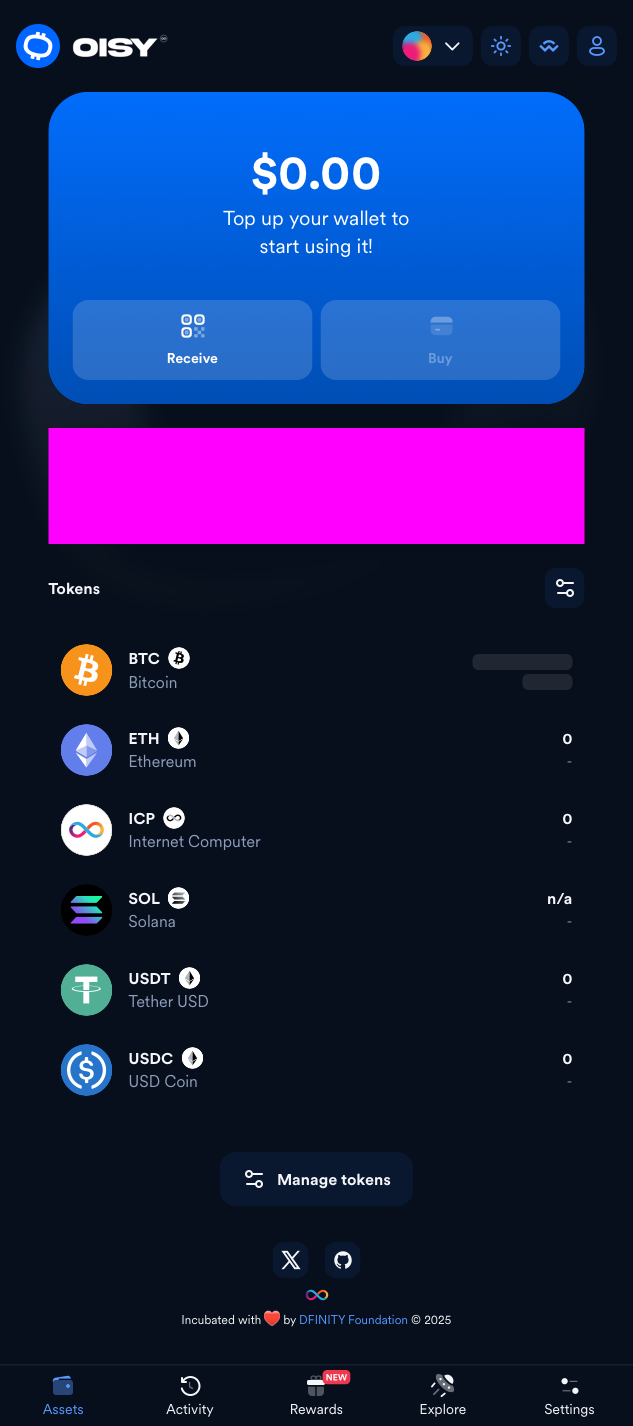 OISY
$0.00
Top up your wallet to
start using it!
Receive
Buy
Tokens
BTC
Bitcoin
ETH
0
Ethereum
-
ICP
0
Internet Computer
-
SOL
n/a
Solana
-
USDT
0
Tether USD
-
USDC
0
USD Coin
-
Manage tokens
Incubated with ❤️ by DFINITY Foundation © 2025
NEW
Assets Activity Rewards Explore Settings